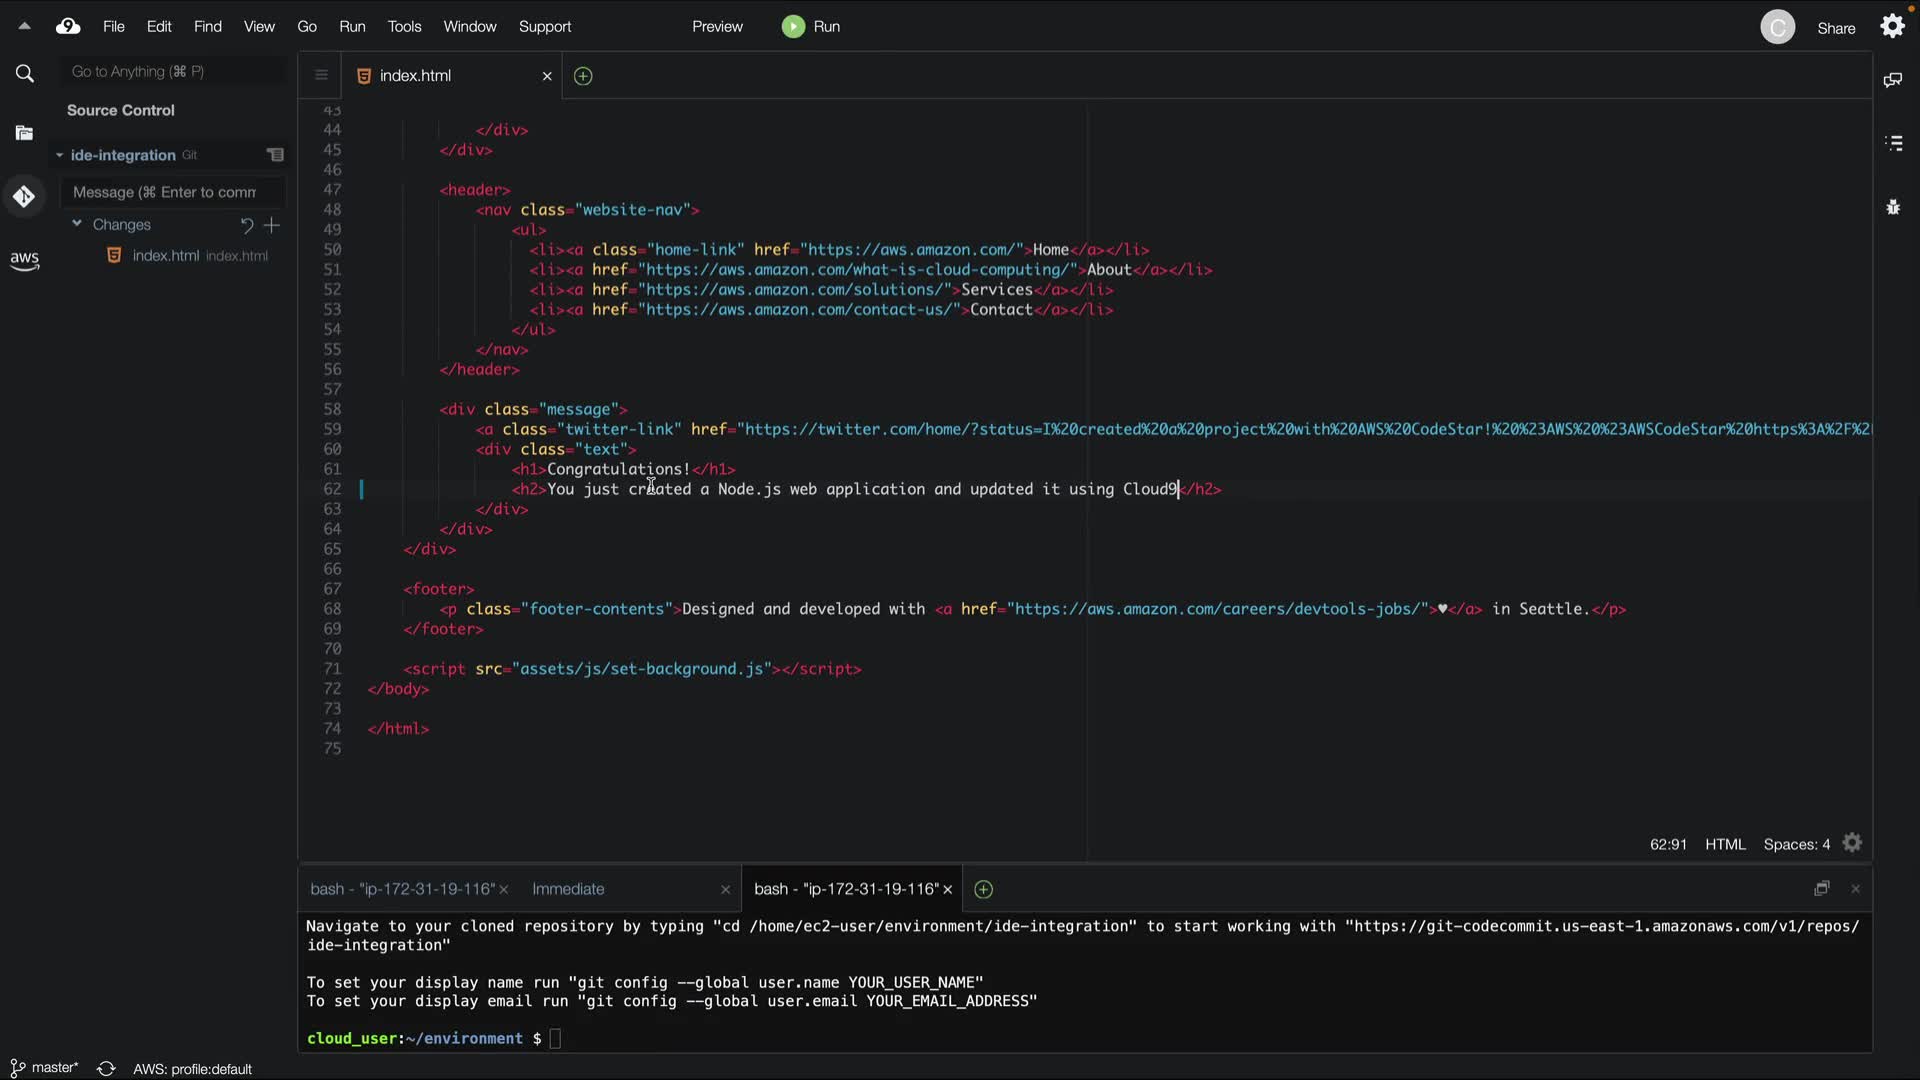 File Edit Find View Go Run Tools Window Support Preview Run C Share
Go to Anything (⌘ P)
Source Control
ide-integration Git
Message (⌘ Enter to comm
Changes
index.html index.html
aws
index.html
43
44 </div>
45 </div>
46
47 <header>
48 <nav class="website-nav">
49 <ul>
50 <li><a class="home-link" href="https://aws.amazon.com/">Home</a></li>
51 <li><a href="https://aws.amazon.com/what-is-cloud-computing/">About</a></li>
52 <li><a href="https://aws.amazon.com/solutions/">Services</a></li>
53 <li><a href="https://aws.amazon.com/contact-us/">Contact</a></li>
54 </ul>
55 </nav>
56 </header>
57
58 <div class="message">
59 <a class="twitter-link" href="https://twitter.com/home/?status=I%20created%20a%20project%20with%20AWS%20CodeStar!%20%23AWS%20%23AWSCodeStar%20https%3A%2F%2
60 <div class="text">
61 <h1>Congratulations!</h1>
62 <h2>You just created a Node.js web application and updated it using Cloud9</h2>
63 </div>
64 </div>
65 </div>
66
67 <footer>
68 <p class="footer-contents">Designed and developed with <a href="https://aws.amazon.com/careers/devtools-jobs/">♥</a> in Seattle.</p>
69 </footer>
70
71 <script src="assets/js/set-background.js"></script>
72 </body>
73
74 </html>
75
62:91 HTML Spaces: 4
bash - "ip-172-31-19-116" Immediate bash - "ip-172-31-19-116"
Navigate to your cloned repository by typing "cd /home/ec2-user/environment/ide-integration" to start working with "https://git-codecommit.us-east-1.amazonaws.com/v1/repos/
ide-integration"
To set your display name run "git config --global user.name YOUR_USER_NAME"
To set your display email run "git config --global user.email YOUR_EMAIL_ADDRESS"
cloud_user:~/environment $
master* AWS: profile:default